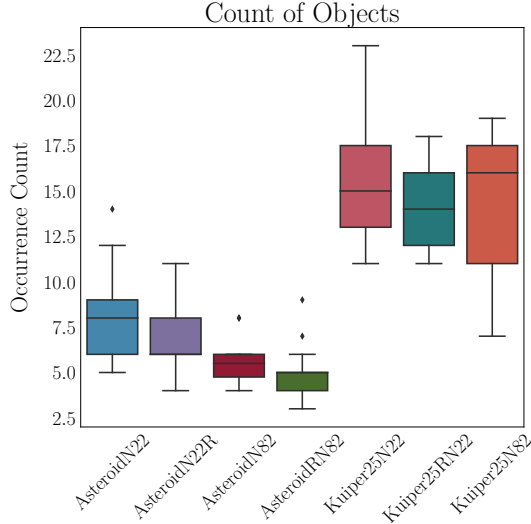 Count of Objects
Occurrence Count
22.5
20.0
17.5
15.0
12.5
10.0
7.5
5.0
2.5
AsteroidN22
AsteroidN22R
AsteroidN82
AsteroidRN82
Kuiper25N22
Kuiper25RN22
Kuiper25N82